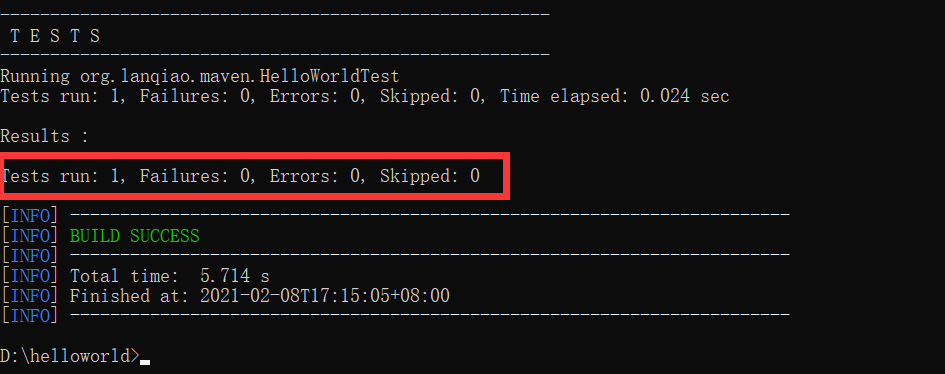 -------------------------------------------------------
 T E S T S
-------------------------------------------------------
Running org.lanqiao.maven.HelloWorldTest
Tests run: 1, Failures: 0, Errors: 0, Skipped: 0, Time elapsed: 0.024 sec

Results :

Tests run: 1, Failures: 0, Errors: 0, Skipped: 0

[INFO] ------------------------------------------------------------------------
[INFO] BUILD SUCCESS
[INFO] ------------------------------------------------------------------------
[INFO] Total time:  5.714 s
[INFO] Finished at: 2021-02-08T17:15:05+08:00
[INFO] ------------------------------------------------------------------------

D:\helloworld>